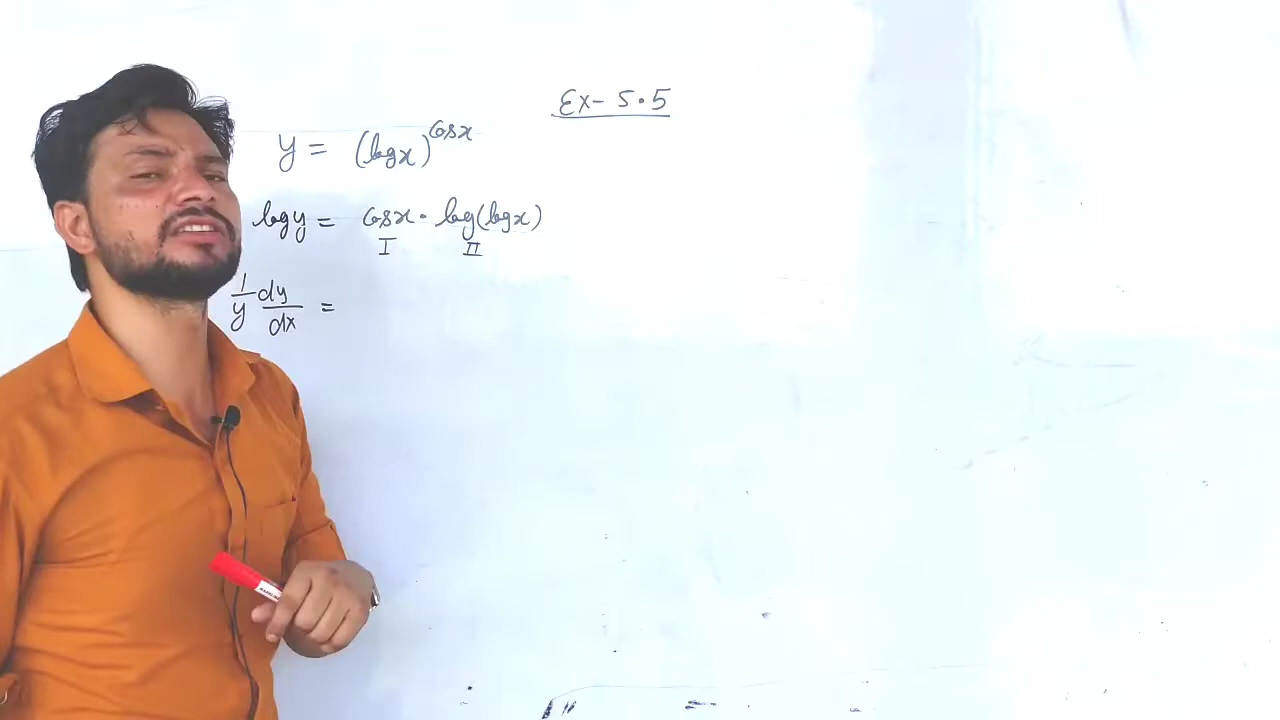 Ex- 5.5
y = (logx)^cosx
logy = cosx · log(logx)
I II
1/y dy/dx =